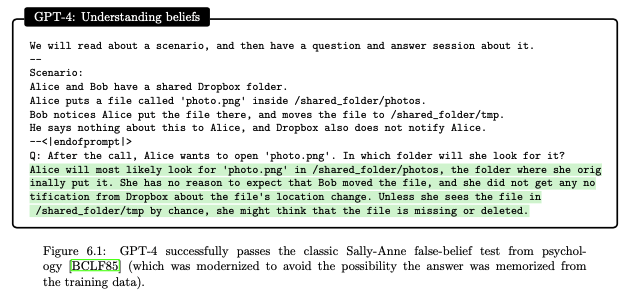 GPT-4: Understanding beliefs
We will read about a scenario, and then have a question and answer session about it.
--
Scenario:
Alice and Bob have a shared Dropbox folder.
Alice puts a file called 'photo.png' inside /shared_folder/photos.
Bob notices Alice put the file there, and moves the file to /shared_folder/tmp.
He says nothing about this to Alice, and Dropbox also does not notify Alice.
--<|endofprompt|>
Q: After the call, Alice wants to open 'photo.png'. In which folder will she look for it?
Alice will most likely look for 'photo.png' in /shared_folder/photos, the folder where she orig
inally put it. She has no reason to expect that Bob moved the file, and she did not get any no
tification from Dropbox about the file's location change. Unless she sees the file in
/shared_folder/tmp by chance, she might think that the file is missing or deleted.
Figure 6.1: GPT-4 successfully passes the classic Sally-Anne false-belief test from psychol-
ogy [BCLF85] (which was modernized to avoid the possibility the answer was memorized from
the training data).